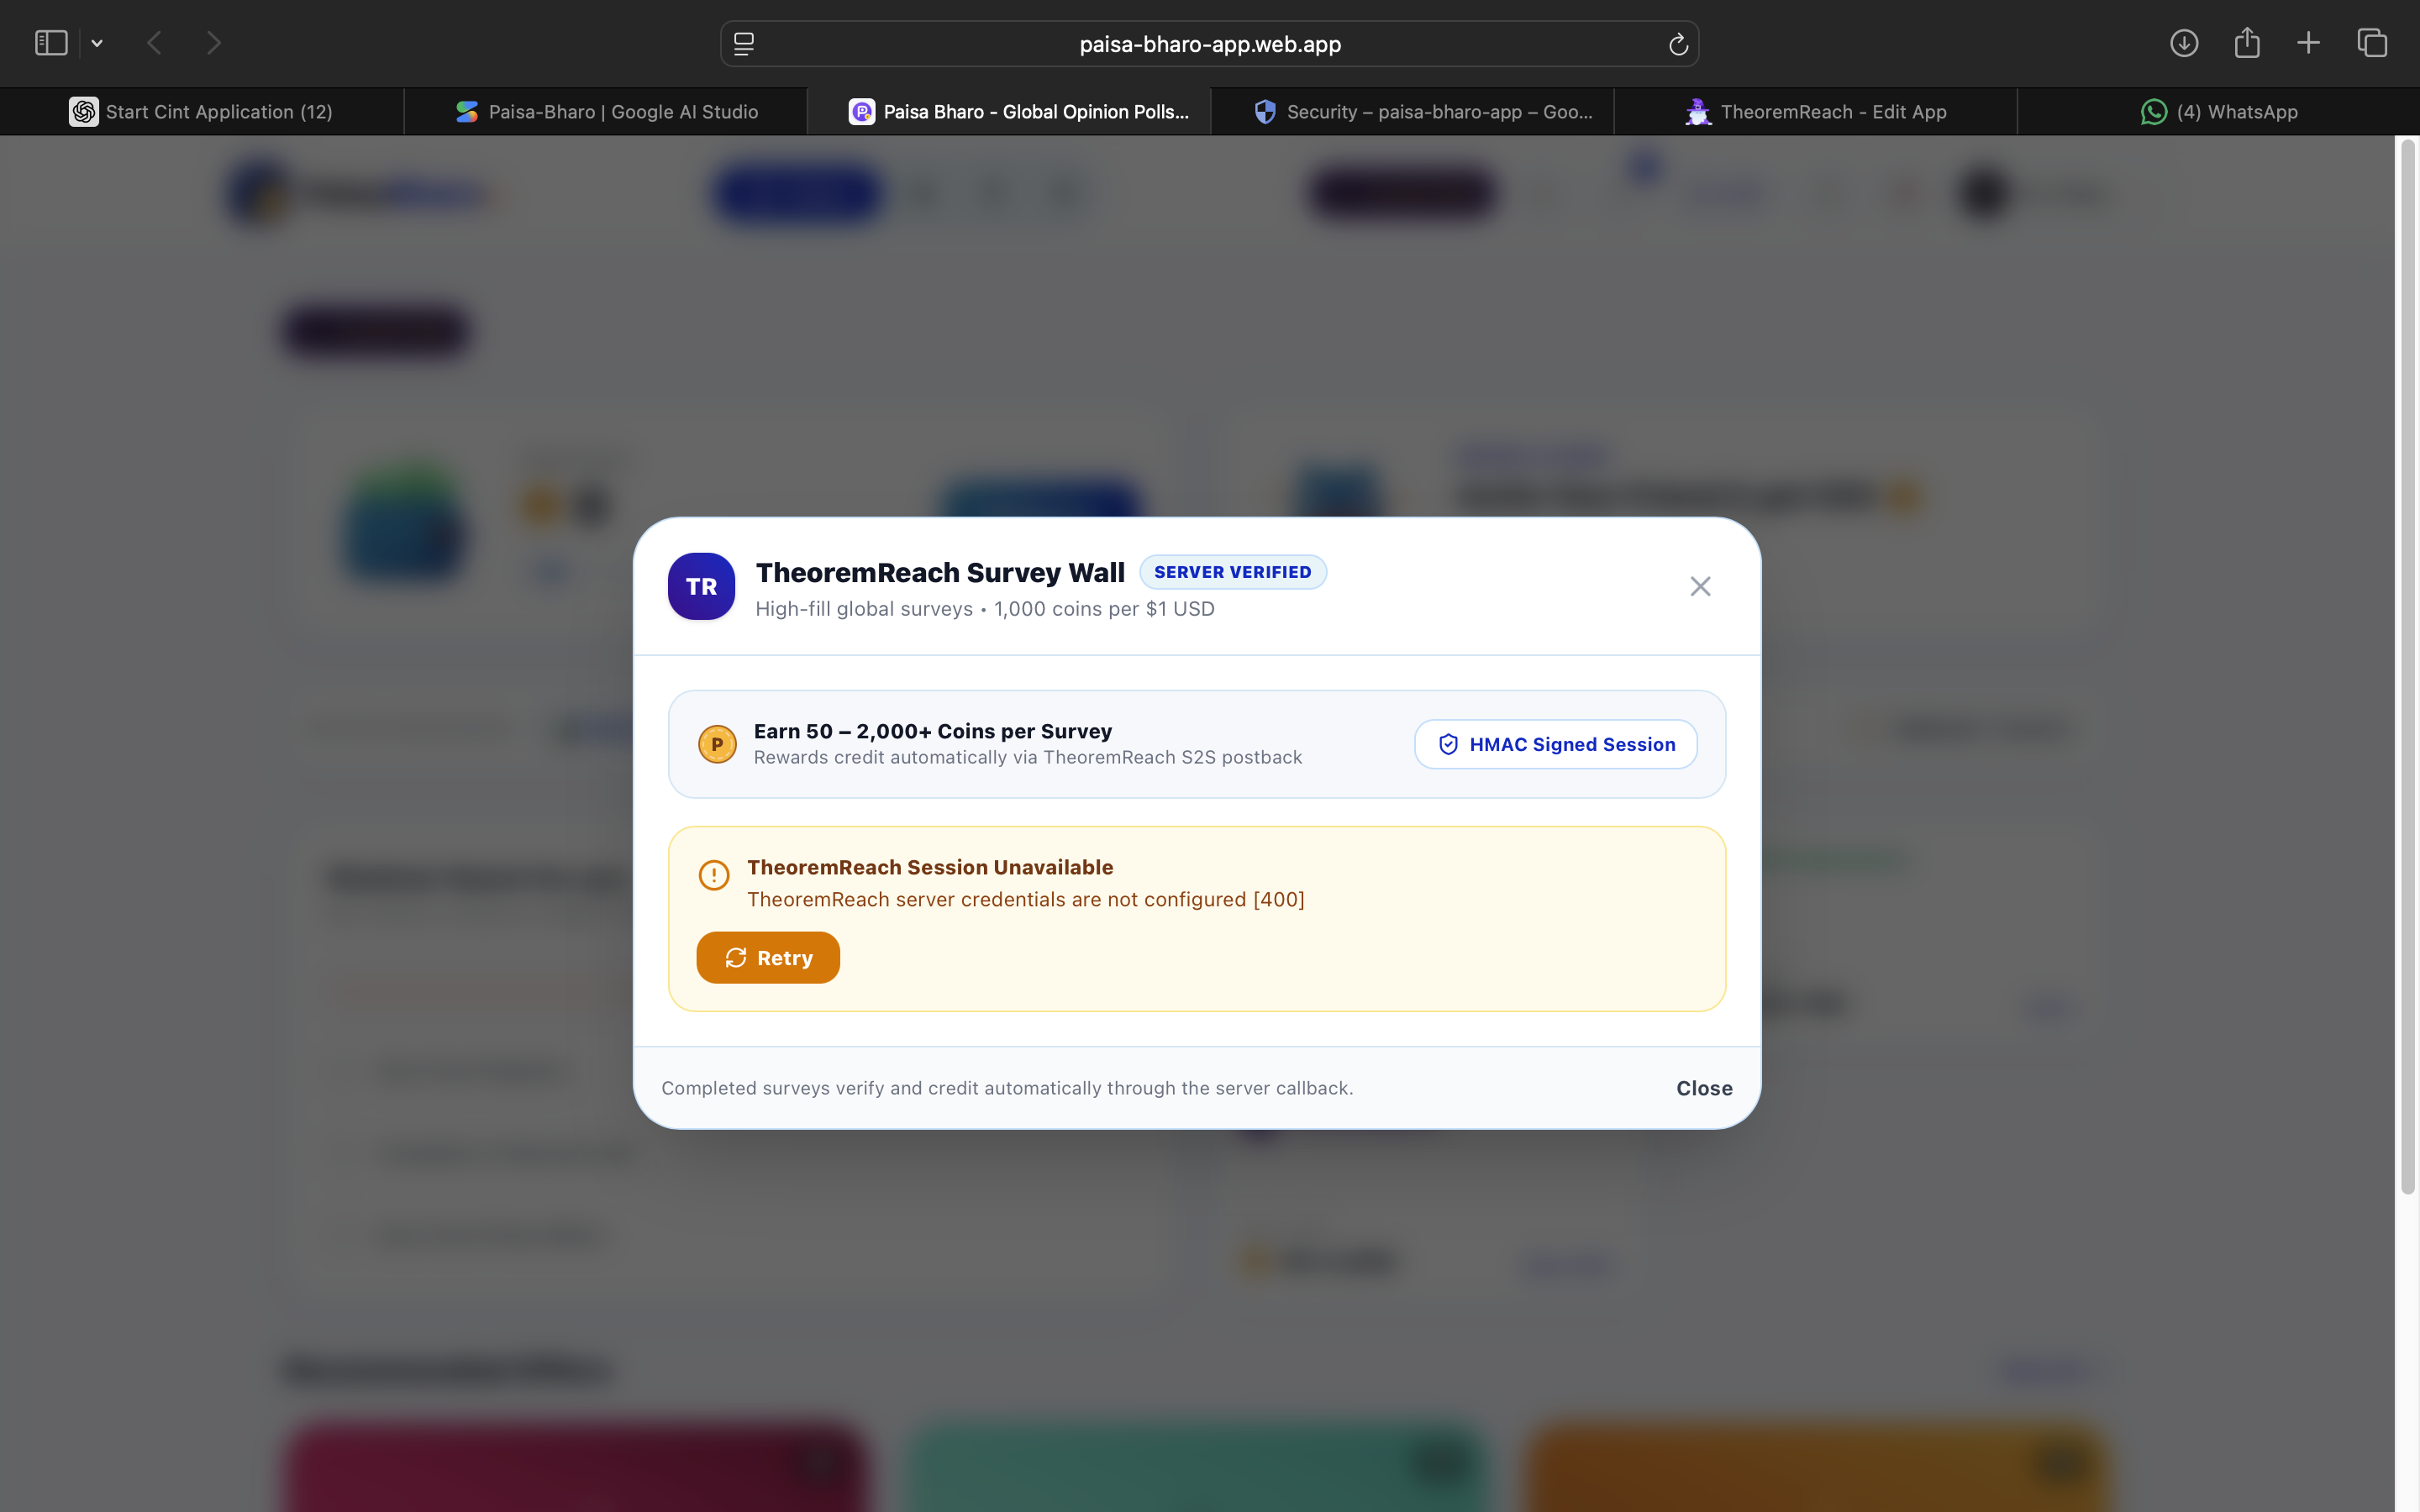 paisa-bharo-app.web.app
Start Cint Application (12)
Paisa-Bharo | Google AI Studio
Paisa Bharo - Global Opinion Polls...
Security – paisa-bharo-app – Goo...
TheoremReach - Edit App
(4) WhatsApp
TR
TheoremReach Survey Wall
SERVER VERIFIED
High-fill global surveys • 1,000 coins per $1 USD
P
Earn 50 – 2,000+ Coins per Survey
Rewards credit automatically via TheoremReach S2S postback
HMAC Signed Session
TheoremReach Session Unavailable
TheoremReach server credentials are not configured [400]
Retry
Completed surveys verify and credit automatically through the server callback.
Close